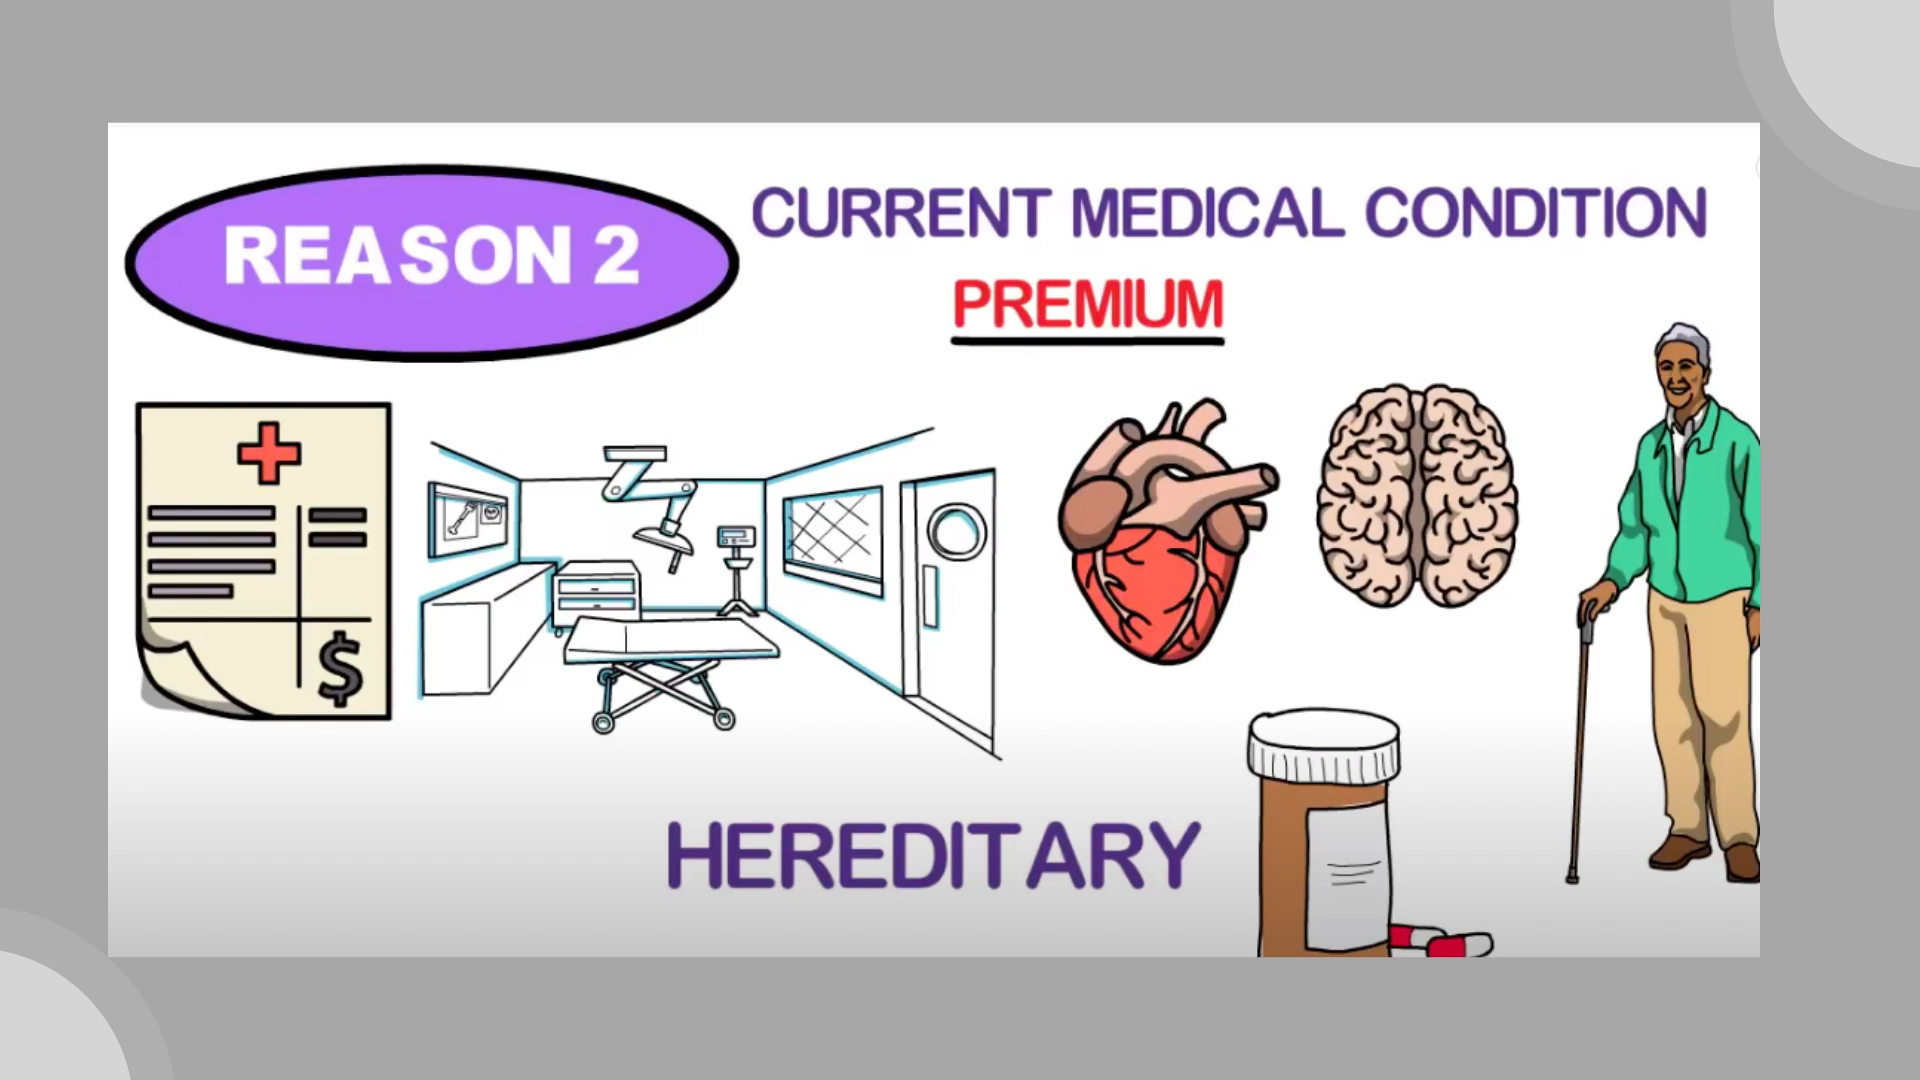 REASON 2
CURRENT MEDICAL CONDITION
PREMIUM
$
HEREDITARY